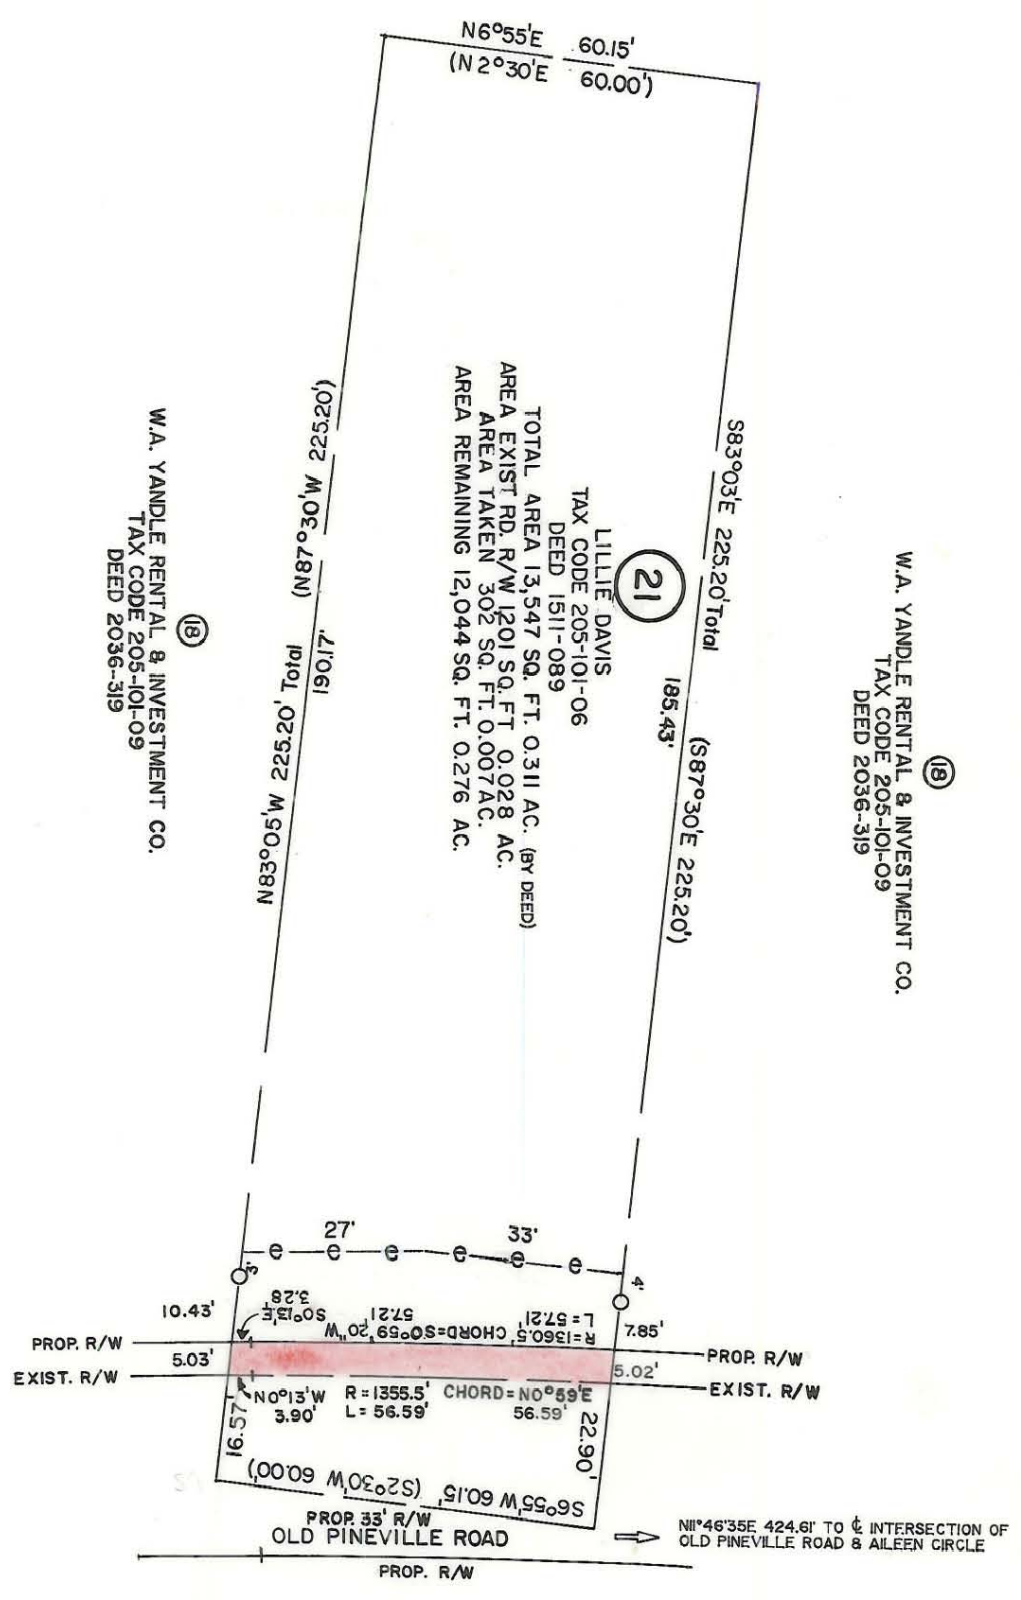 N6°55'E 60.15'
(N2°30'E 60.00')
(N87°30'W 225.20')
190.17'
N83°05'W 225.20' Total
S83°03'E 225.20' Total
185.43'
(S87°30'E 225.20')
21
LILLIE DAVIS
TAX CODE 205-101-06
DEED 1511-089
TOTAL AREA 13,547 SQ. FT. 0.311 AC. (BY DEED)
AREA EXIST RD. R/W 1,201 SQ. FT 0.028 AC.
AREA TAKEN 302 SQ. FT. 0.007 AC.
AREA REMAINING 12,044 SQ. FT. 0.276 AC.
18
W.A. YANDLE RENTAL & INVESTMENT CO.
TAX CODE 205-101-09
DEED 2036-319
18
W.A. YANDLE RENTAL & INVESTMENT CO.
TAX CODE 205-101-09
DEED 2036-319
27' 33'
e e e e e e
3'
4'
10.43'
S0°13'E
3.28'
R=1360.5' CHORD=S0°59'20"W
L=57.21' 57.21'
7.85'
PROP. R/W
PROP. R/W
5.03'
5.02'
EXIST. R/W
EXIST. R/W
N0°13'W
3.90'
R=1355.5' CHORD=N0°59'E
L=56.59' 56.59'
16.57'
22.90'
S6°55'W 60.15' (S2°30'W 60.00')
PROP. 33' R/W
OLD PINEVILLE ROAD
N11°46'35E 424.61' TO ℄ INTERSECTION OF
OLD PINEVILLE ROAD & AILEEN CIRCLE
PROP. R/W